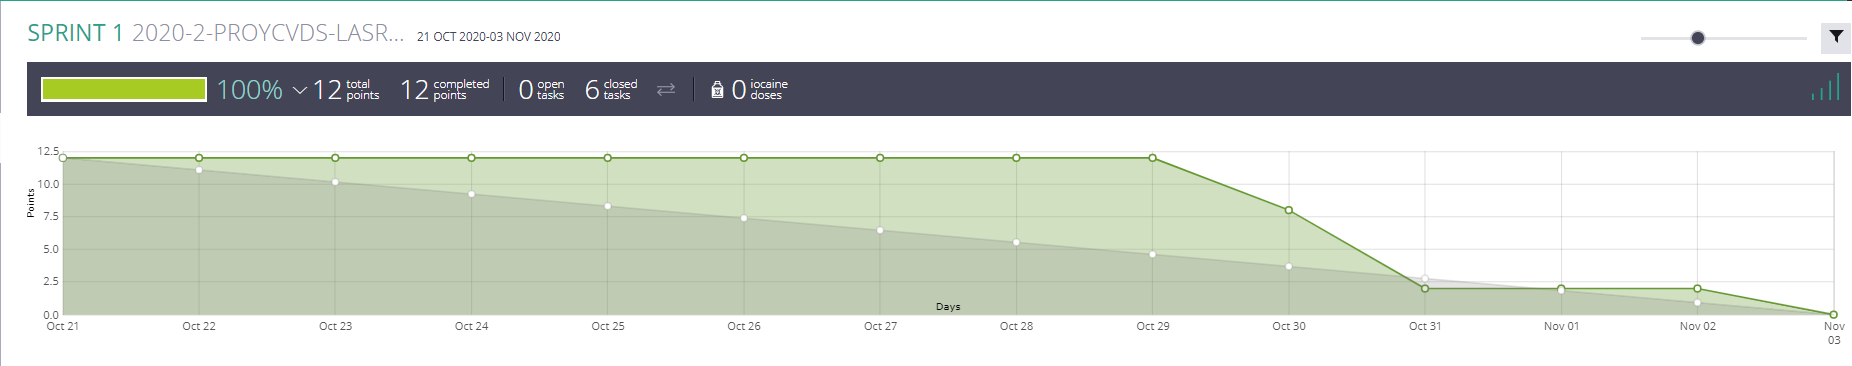 SPRINT 1 2020-2-PROYCVDS-LASR... 21 OCT 2020-03 NOV 2020
100% 12 total points 12 completed points 0 open tasks 6 closed tasks 0 iocaine doses
Points
12.5
10.0
7.5
5.0
2.5
0.0
Days
Oct 21 Oct 22 Oct 23 Oct 24 Oct 25 Oct 26 Oct 27 Oct 28 Oct 29 Oct 30 Oct 31 Nov 01 Nov 02 Nov 03